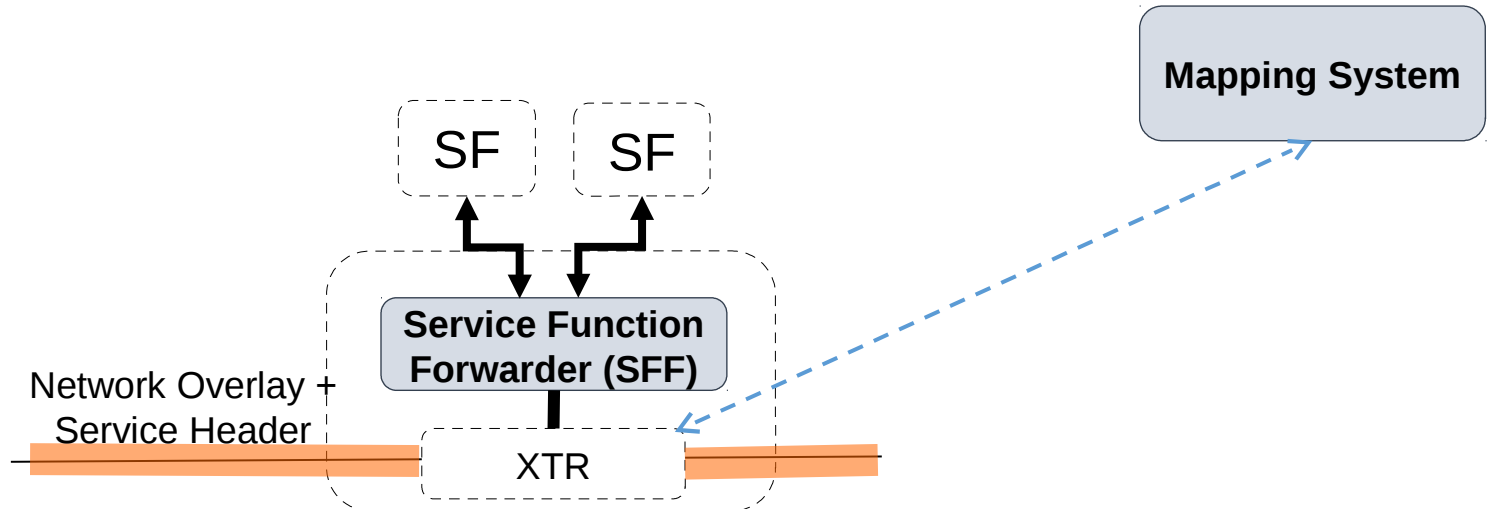 Mapping System
SF
SF
Service Function
Forwarder (SFF)
Network Overlay +
Service Header
XTR